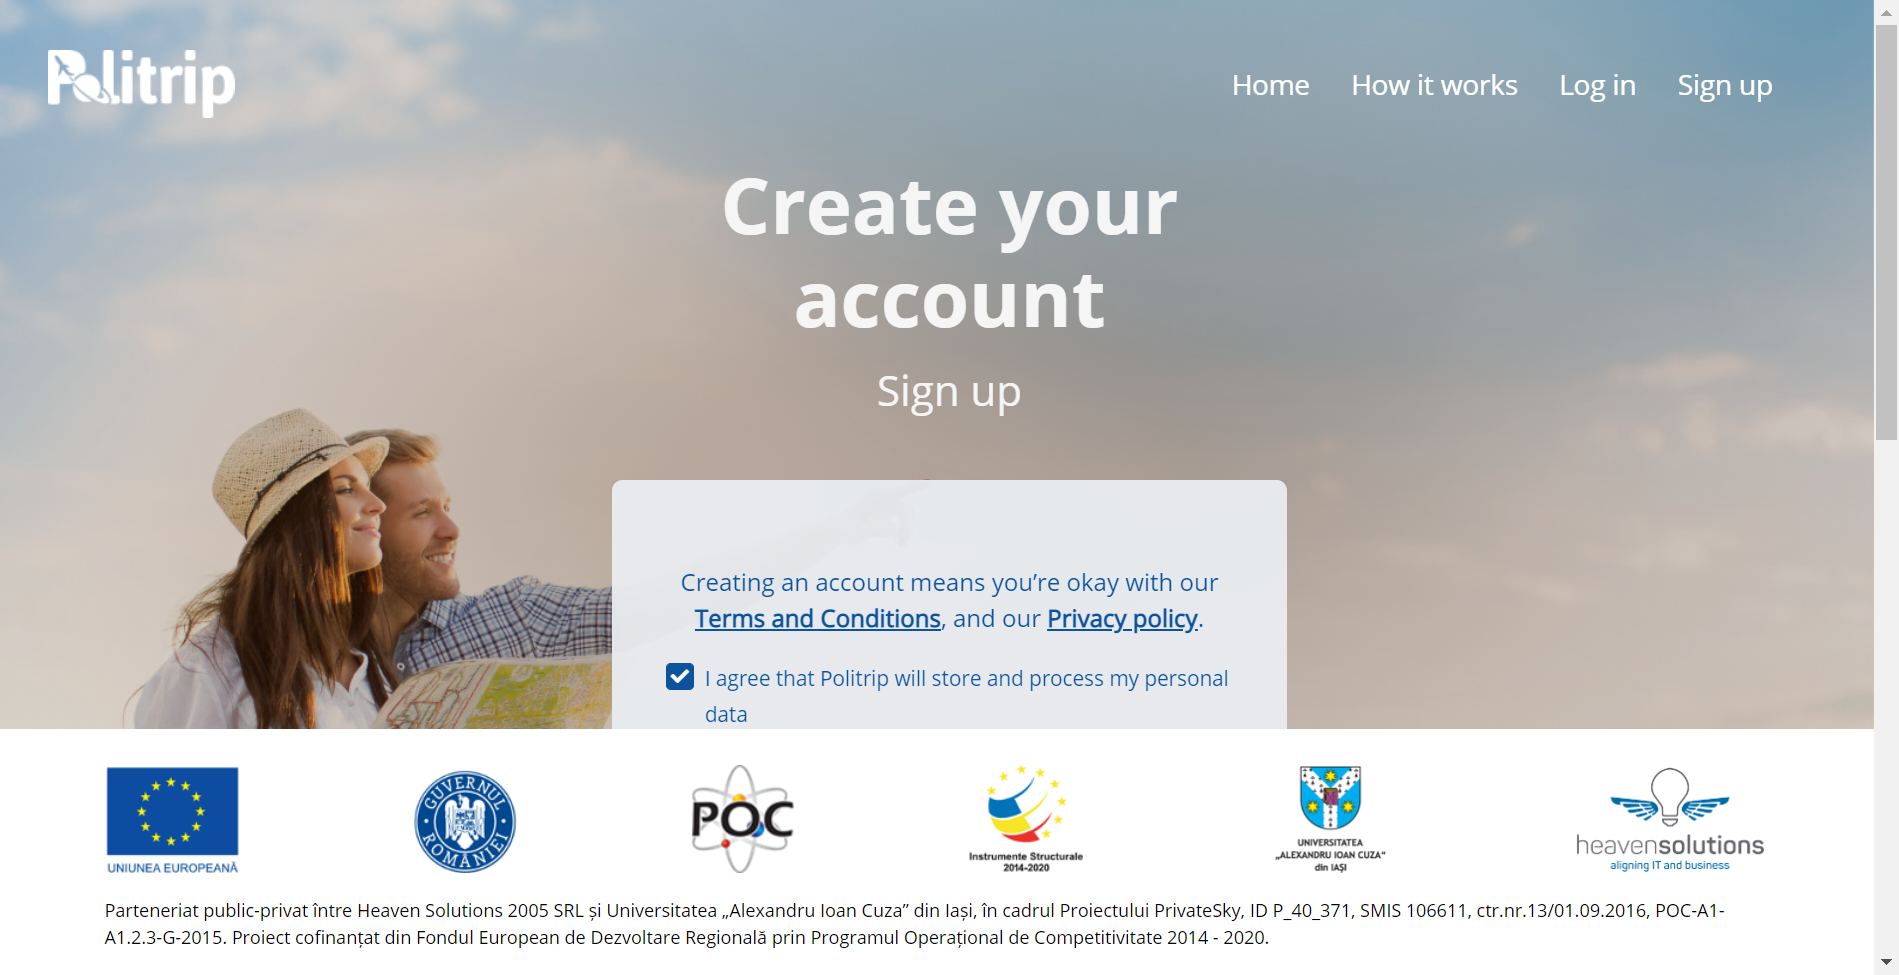 Politrip
Home How it works Log in Sign up
Create your
account
Sign up
Creating an account means you’re okay with our
Terms and Conditions, and our Privacy policy.
I agree that Politrip will store and process my personal
data
UNIUNEA EUROPEANĂ
GUVERNUL ROMÂNIEI
POC
Instrumente Structurale
2014-2020
UNIVERSITATEA
„ALEXANDRU IOAN CUZA”
din IAȘI
heavensolutions
aligning IT and business
Parteneriat public-privat între Heaven Solutions 2005 SRL și Universitatea „Alexandru Ioan Cuza” din Iași, în cadrul Proiectului PrivateSky, ID P_40_371, SMIS 106611, ctr.nr.13/01.09.2016, POC-A1-
A1.2.3-G-2015. Proiect cofinanțat din Fondul European de Dezvoltare Regională prin Programul Operațional de Competitivitate 2014 - 2020.